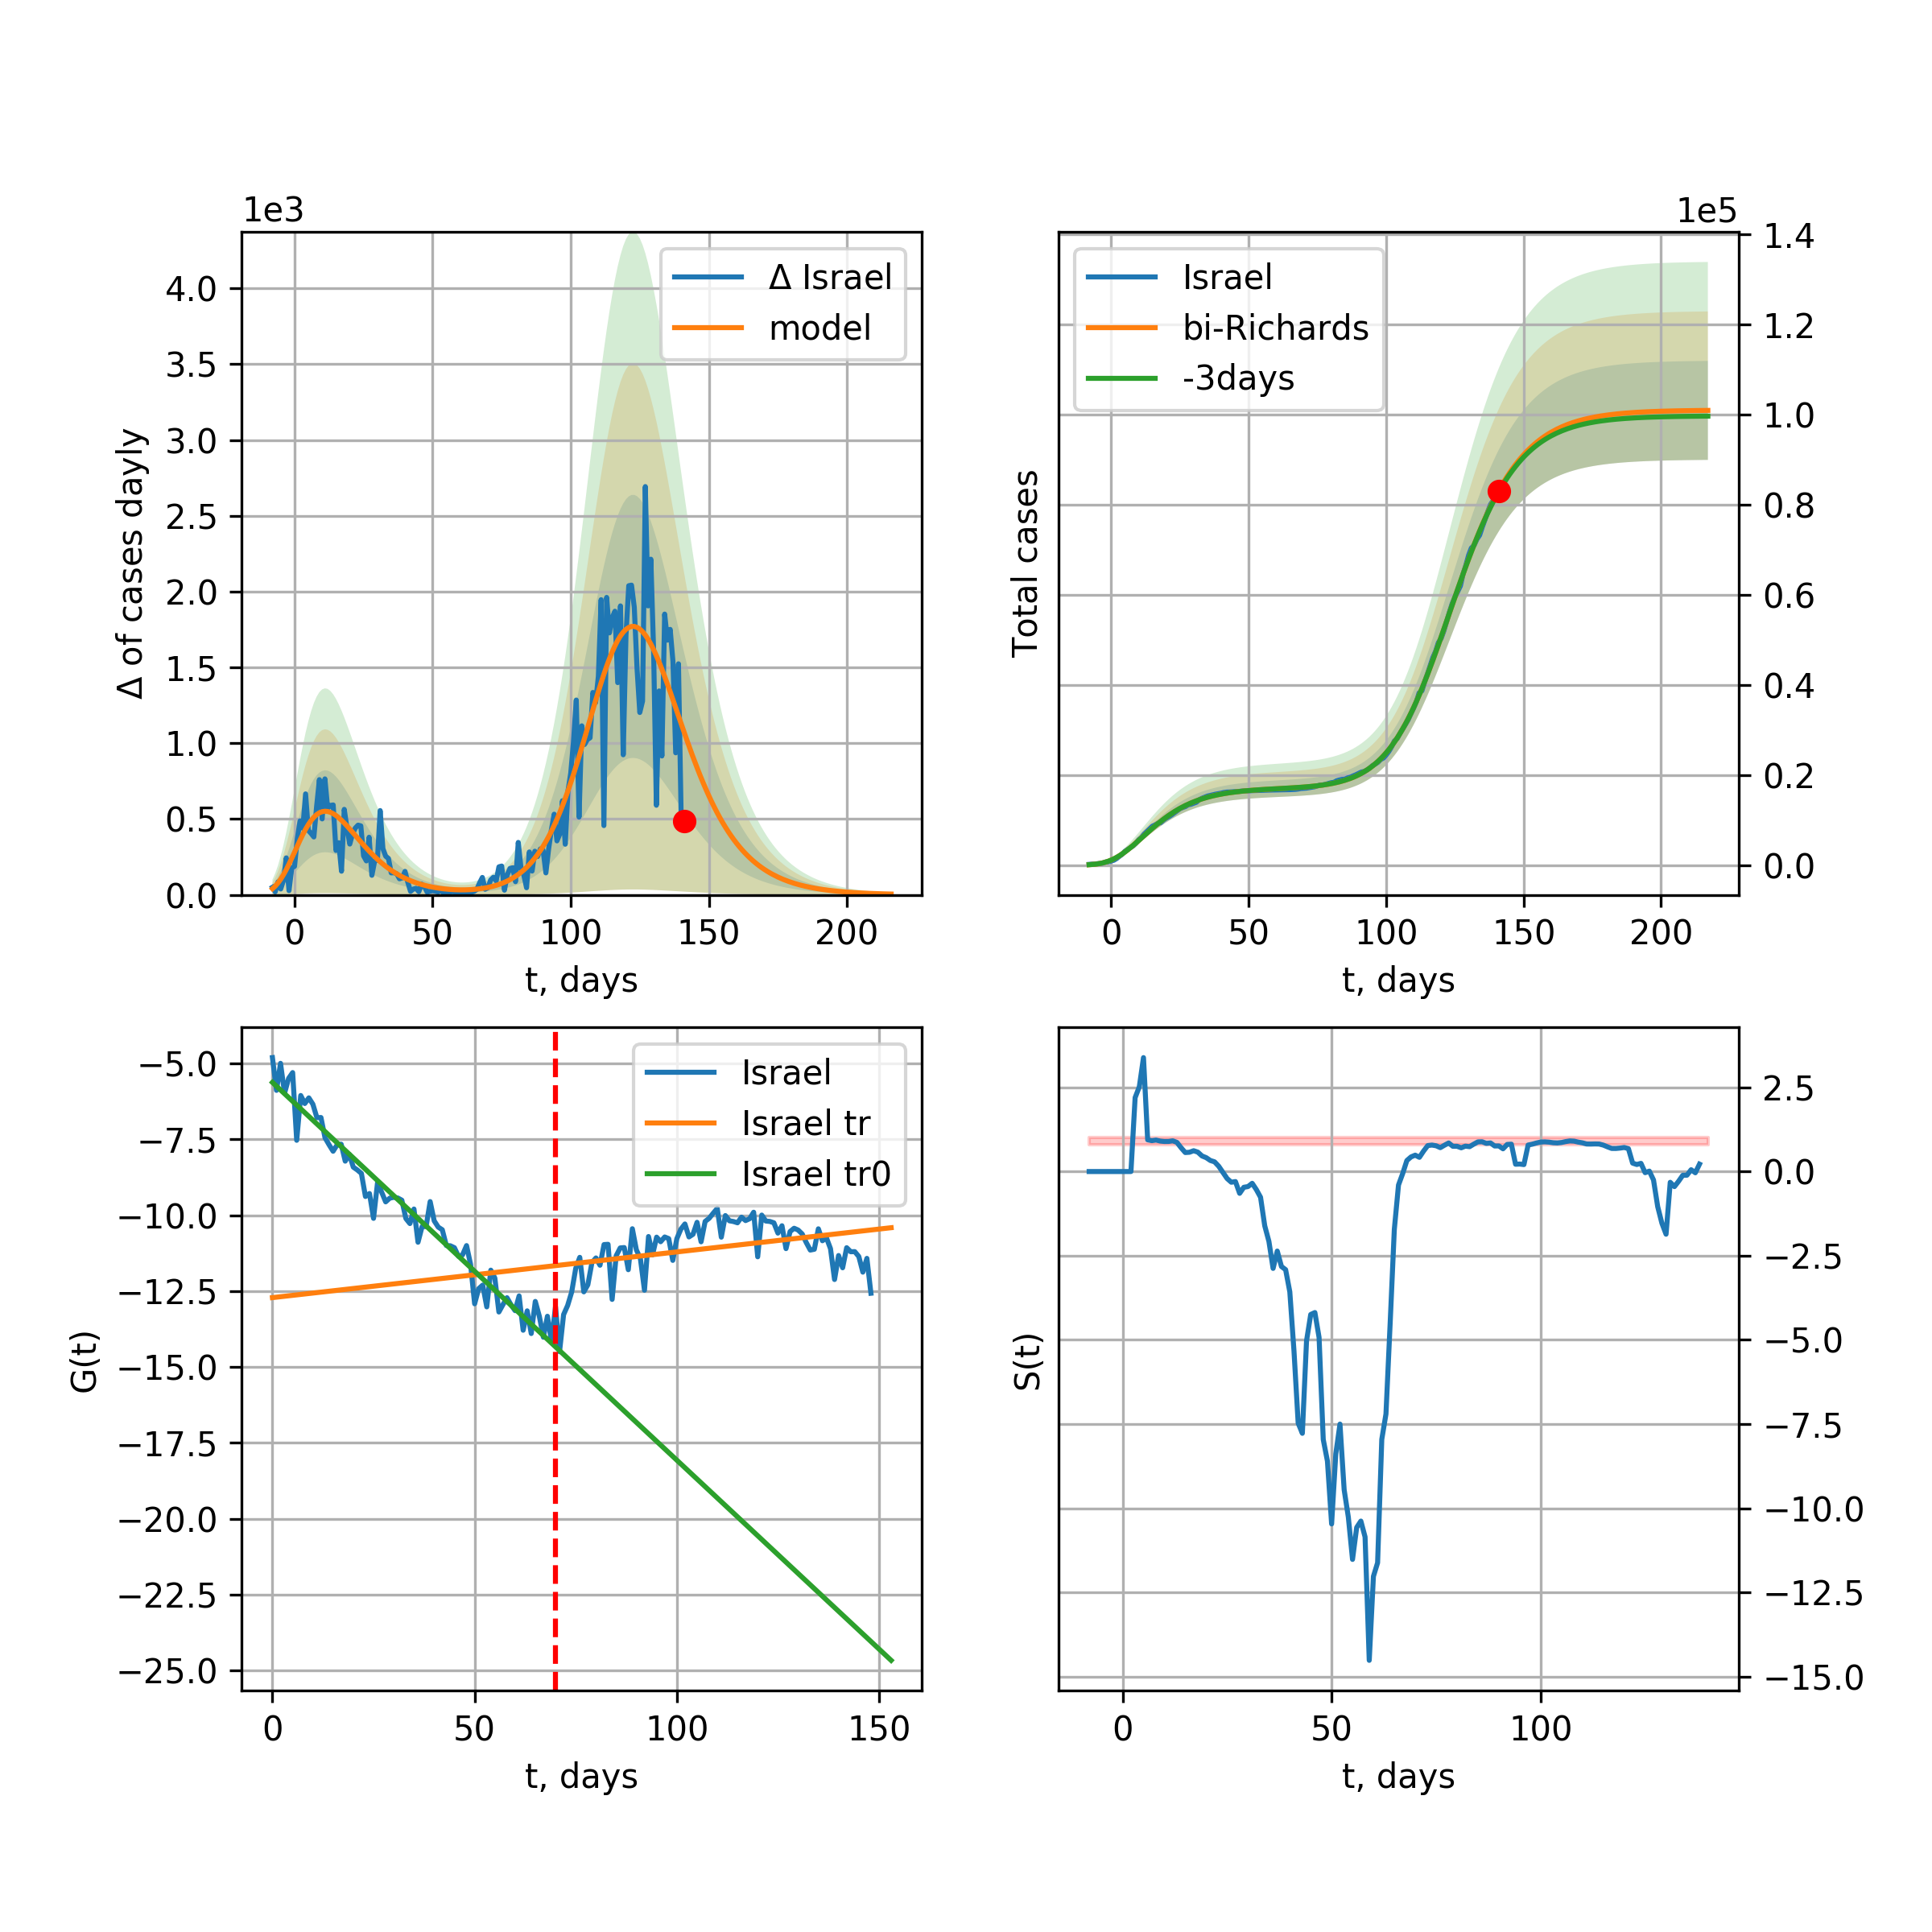 1e3
Δ of cases dayly
4.0
3.5
3.0
2.5
2.0
1.5
1.0
0.5
0.0
Δ Israel
model
0 50 100 150 200
t, days
1e5
Total cases
Israel
bi-Richards
-3days
1.4
1.2
1.0
0.8
0.6
0.4
0.2
0.0
0 50 100 150 200
t, days
G(t)
−5.0
−7.5
−10.0
−12.5
−15.0
−17.5
−20.0
−22.5
−25.0
Israel
Israel tr
Israel tr0
0 50 100 150
t, days
S(t)
2.5
0.0
−2.5
−5.0
−7.5
−10.0
−12.5
−15.0
0 50 100
t, days